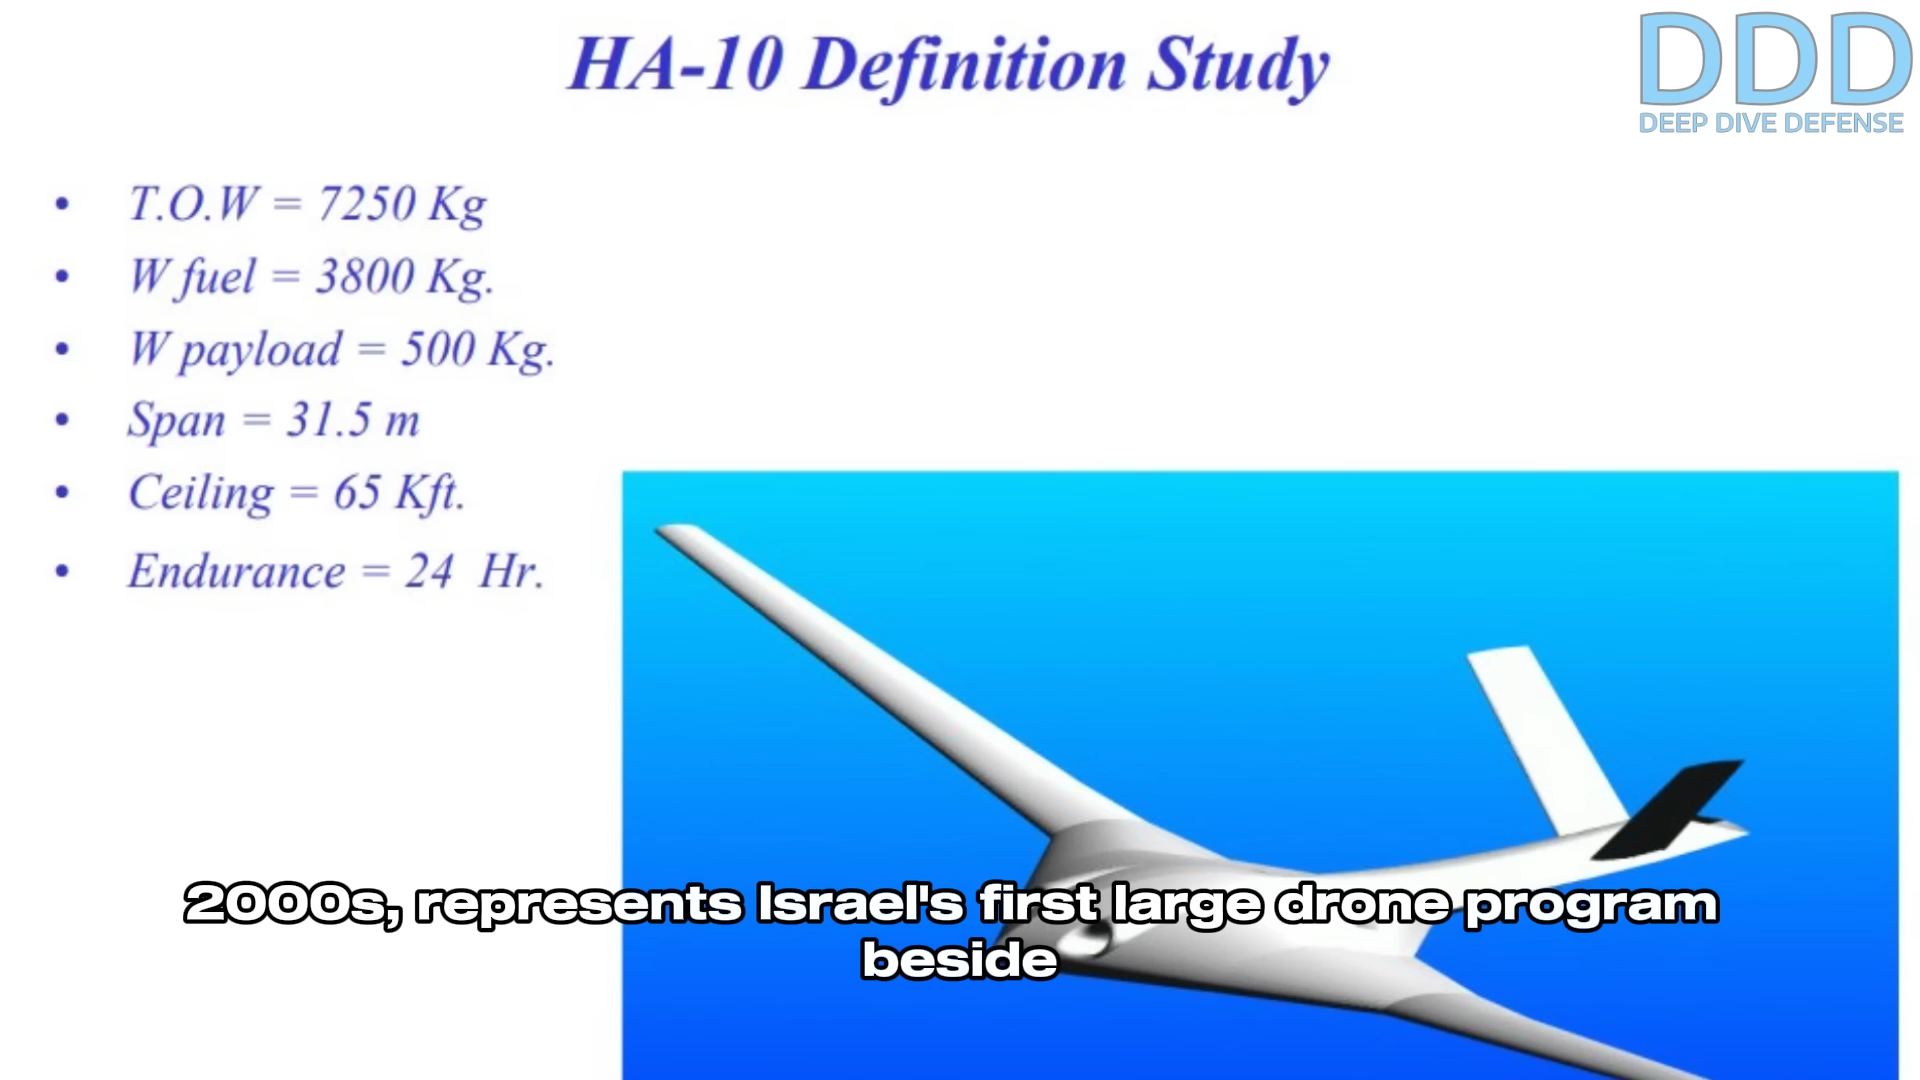 HA-10 Definition Study
DDD
DEEP DIVE DEFENSE
• T.O.W = 7250 Kg
• W fuel = 3800 Kg.
• W payload = 500 Kg.
• Span = 31.5 m
• Ceiling = 65 Kft.
• Endurance = 24 Hr.
2000s, represents Israel's first large drone program
beside